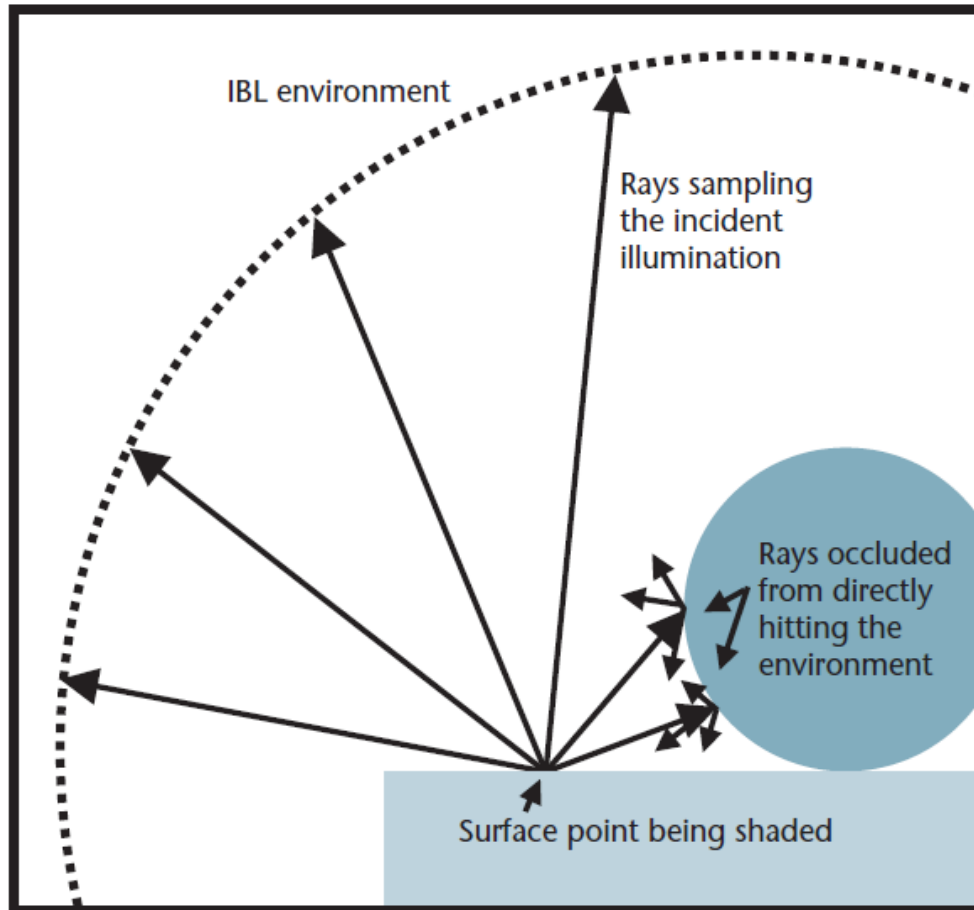 IBL environment
Rays sampling
the incident
illumination
Rays occluded
from directly
hitting the
environment
Surface point being shaded